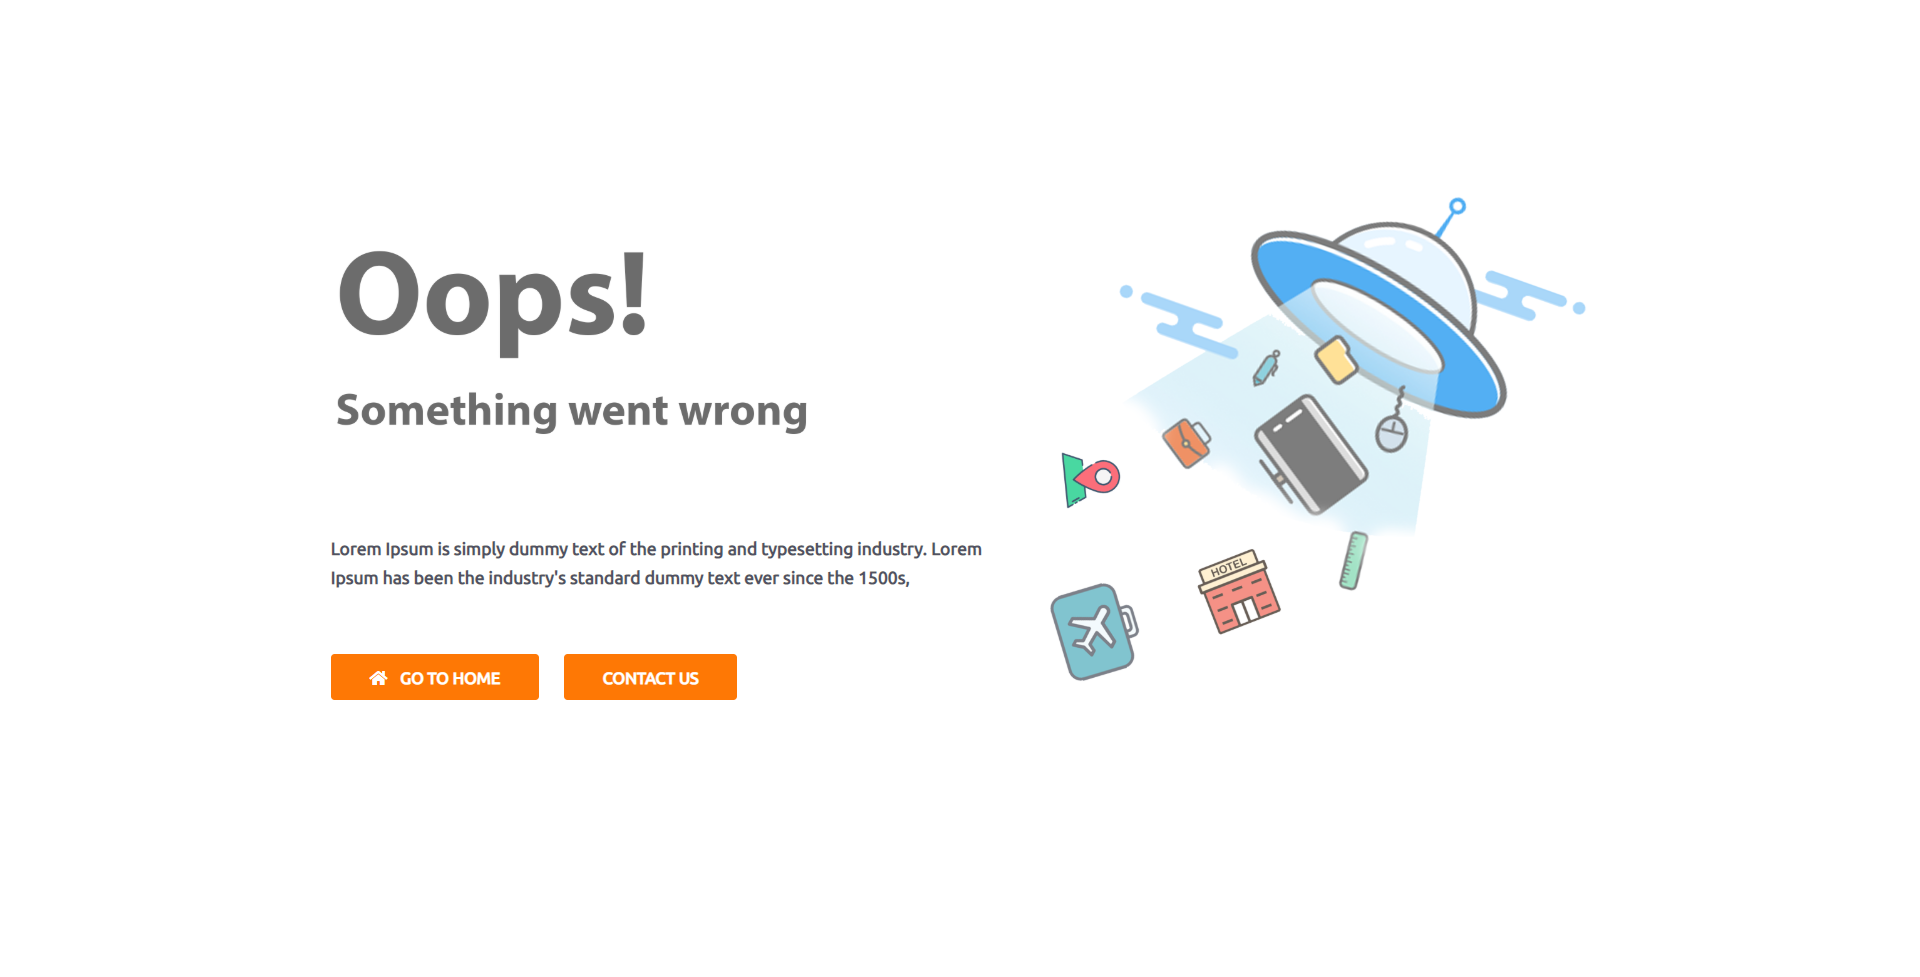 Oops!
Something went wrong
Lorem Ipsum is simply dummy text of the printing and typesetting industry. Lorem
Ipsum has been the industry's standard dummy text ever since the 1500s,
GO TO HOME
CONTACT US
HOTEL